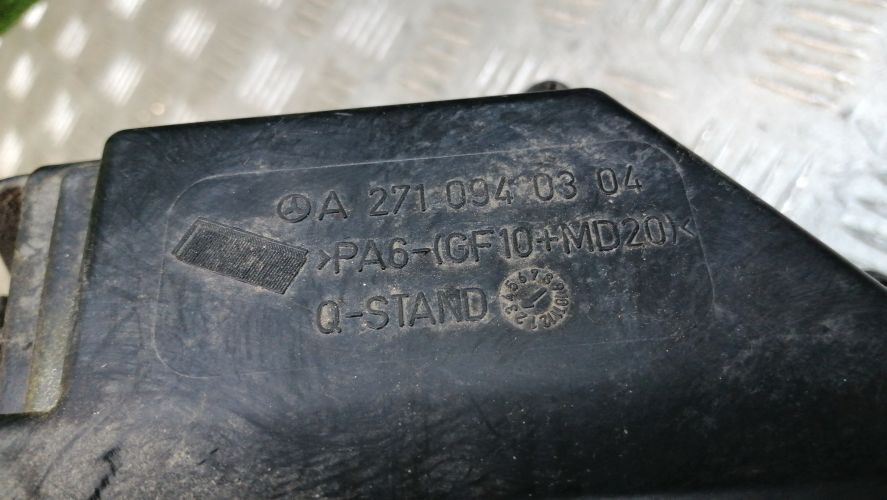 A 271 094 03 04
>PA6-(GF10+MD20)<
Q-STAND